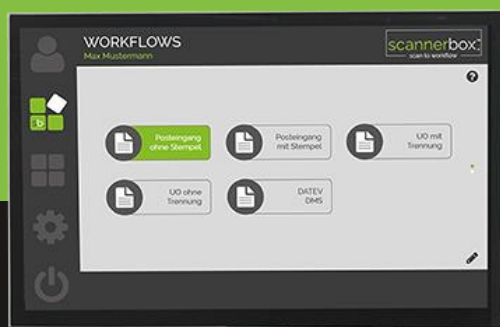 WORKFLOWS
Max Mustermann
scannerbox
scan to workflow
?
b
Posteingang
ohne Stempel
Posteingang
mit Stempel
UO mit
Trennung
UO ohne
Trennung
DATEV
DMS